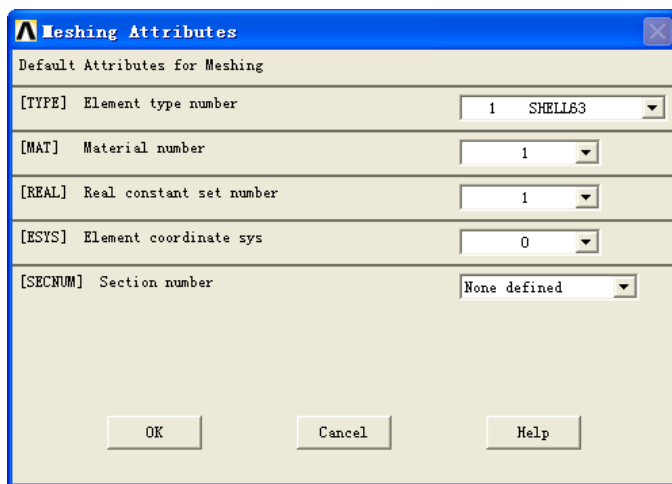 Meshing Attributes
Default Attributes for Meshing
[TYPE] Element type number 1 SHELL63
[MAT] Material number 1
[REAL] Real constant set number 1
[ESYS] Element coordinate sys 0
[SECNUM] Section number None defined
OK Cancel Help